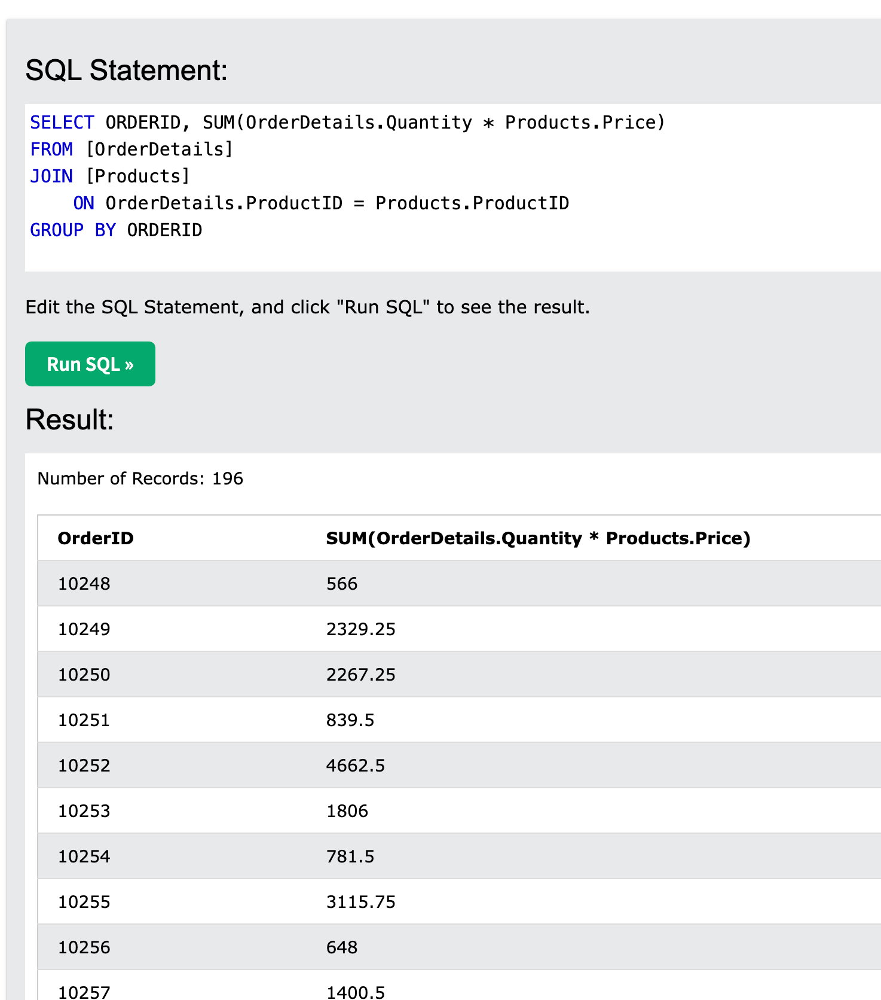 SQL Statement:
SELECT ORDERID, SUM(OrderDetails.Quantity * Products.Price)
FROM [OrderDetails]
JOIN [Products]
    ON OrderDetails.ProductID = Products.ProductID
GROUP BY ORDERID
Edit the SQL Statement, and click "Run SQL" to see the result.
Run SQL »
Result:
Number of Records: 196
OrderID SUM(OrderDetails.Quantity * Products.Price)
10248 566
10249 2329.25
10250 2267.25
10251 839.5
10252 4662.5
10253 1806
10254 781.5
10255 3115.75
10256 648
10257 1400.5